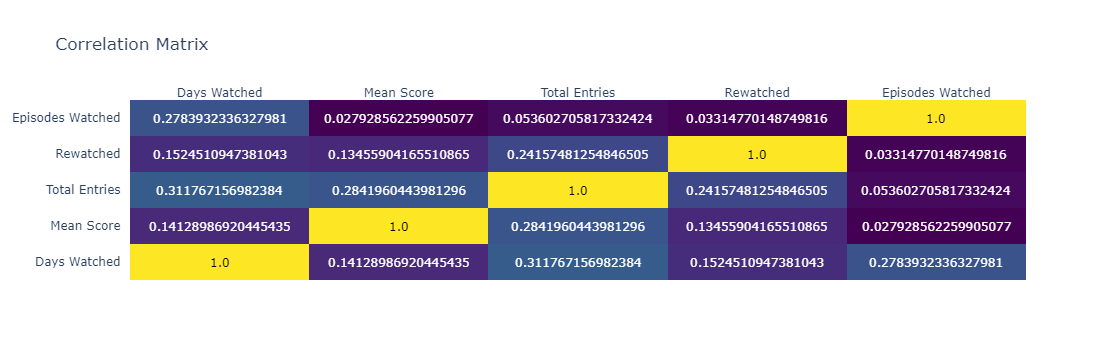 Correlation Matrix
Days Watched Mean Score Total Entries Rewatched Episodes Watched
Episodes Watched 0.2783932336327981 0.027928562259905077 0.053602705817332424 0.03314770148749816 1.0
Rewatched 0.1524510947381043 0.13455904165510865 0.24157481254846505 1.0 0.03314770148749816
Total Entries 0.311767156982384 0.2841960443981296 1.0 0.24157481254846505 0.053602705817332424
Mean Score 0.14128986920445435 1.0 0.2841960443981296 0.13455904165510865 0.027928562259905077
Days Watched 1.0 0.14128986920445435 0.311767156982384 0.1524510947381043 0.2783932336327981